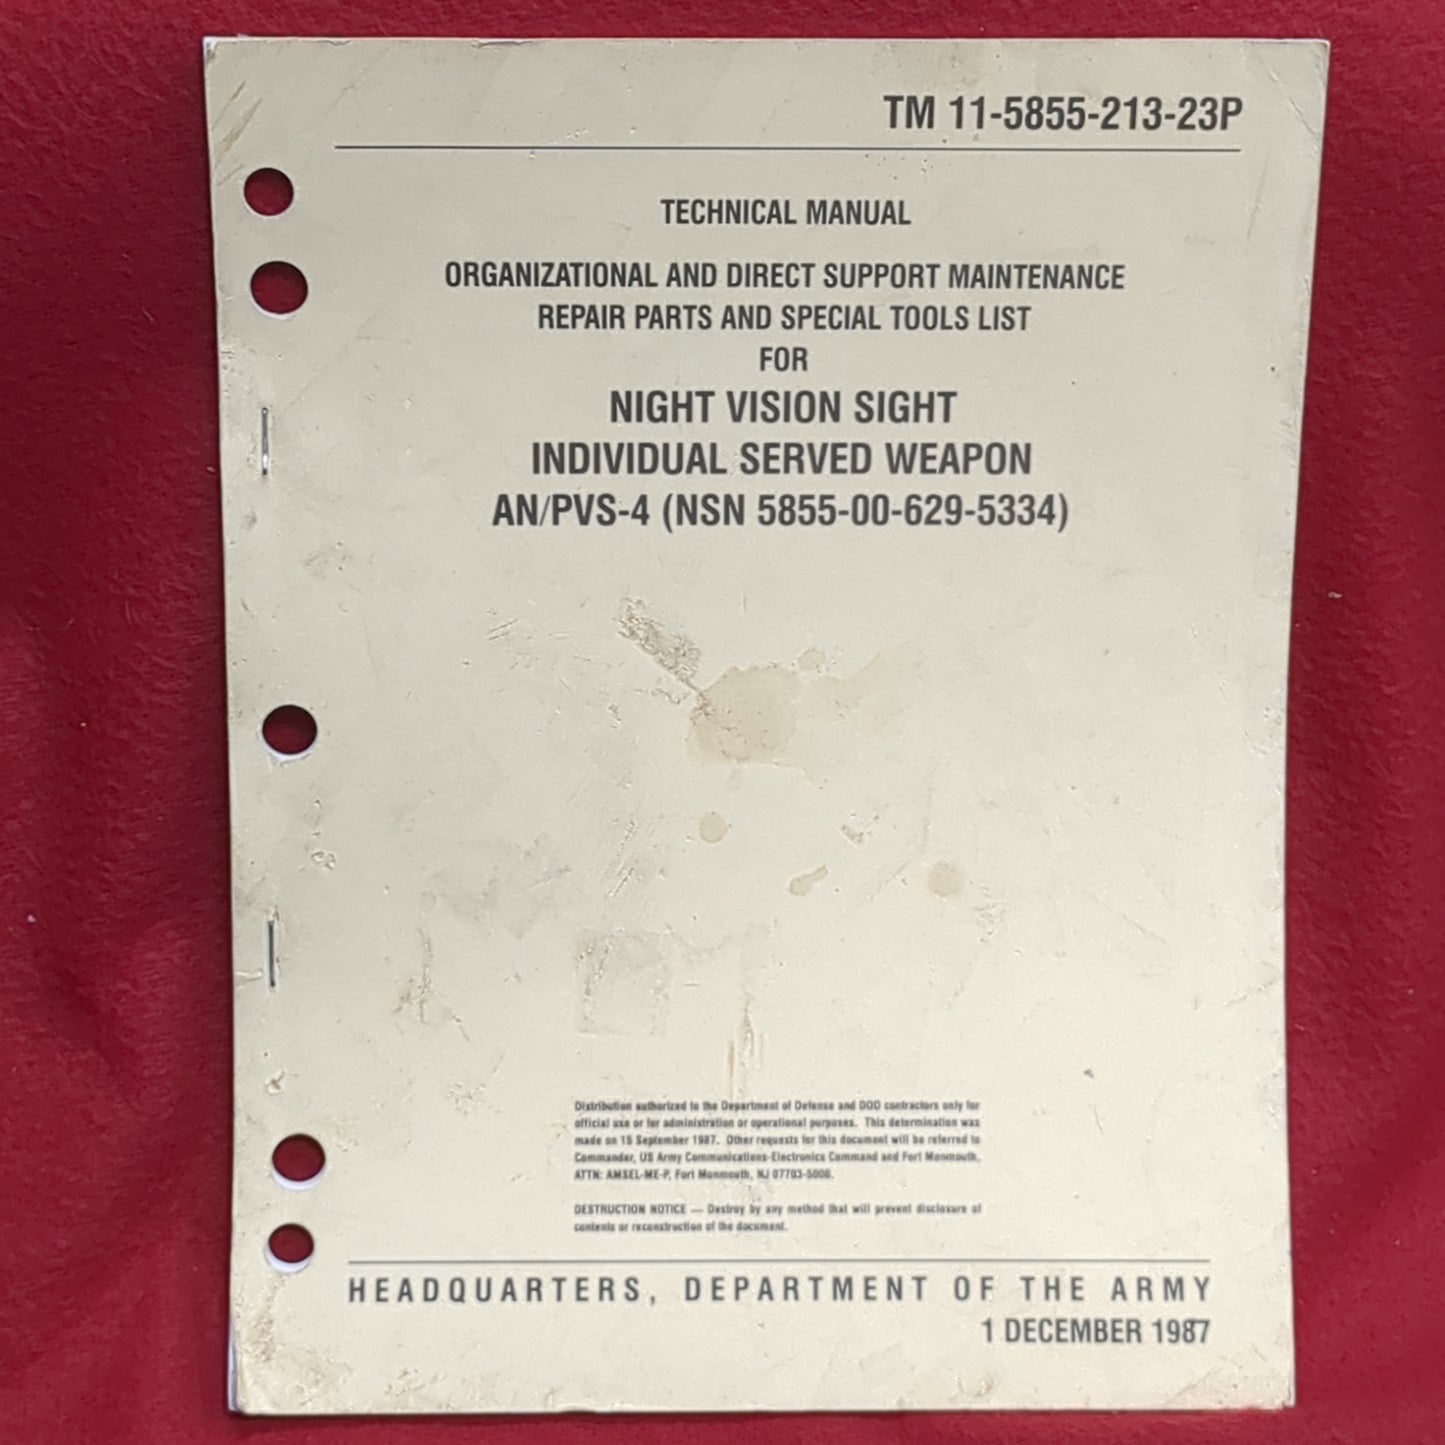 TM 11-5855-213-23P
TECHNICAL MANUAL
ORGANIZATIONAL AND DIRECT SUPPORT MAINTENANCE
REPAIR PARTS AND SPECIAL TOOLS LIST
FOR
NIGHT VISION SIGHT
INDIVIDUAL SERVED WEAPON
AN/PVS-4 (NSN 5855-00-629-5334)
Distribution authorized to the Department of Defense and DOD contractors only for
official use or for administration or operational purposes. This determination was
made on 15 September 1987. Other requests for this document will be referred to
Commander, US Army Communications-Electronics Command and Fort Monmouth,
ATTN: AMSEL-ME-P, Fort Monmouth, NJ 07703-5000.
DESTRUCTION NOTICE — Destroy by any method that will prevent disclosure of
contents or reconstruction of the document.
HEADQUARTERS, DEPARTMENT OF THE ARMY
1 DECEMBER 1987